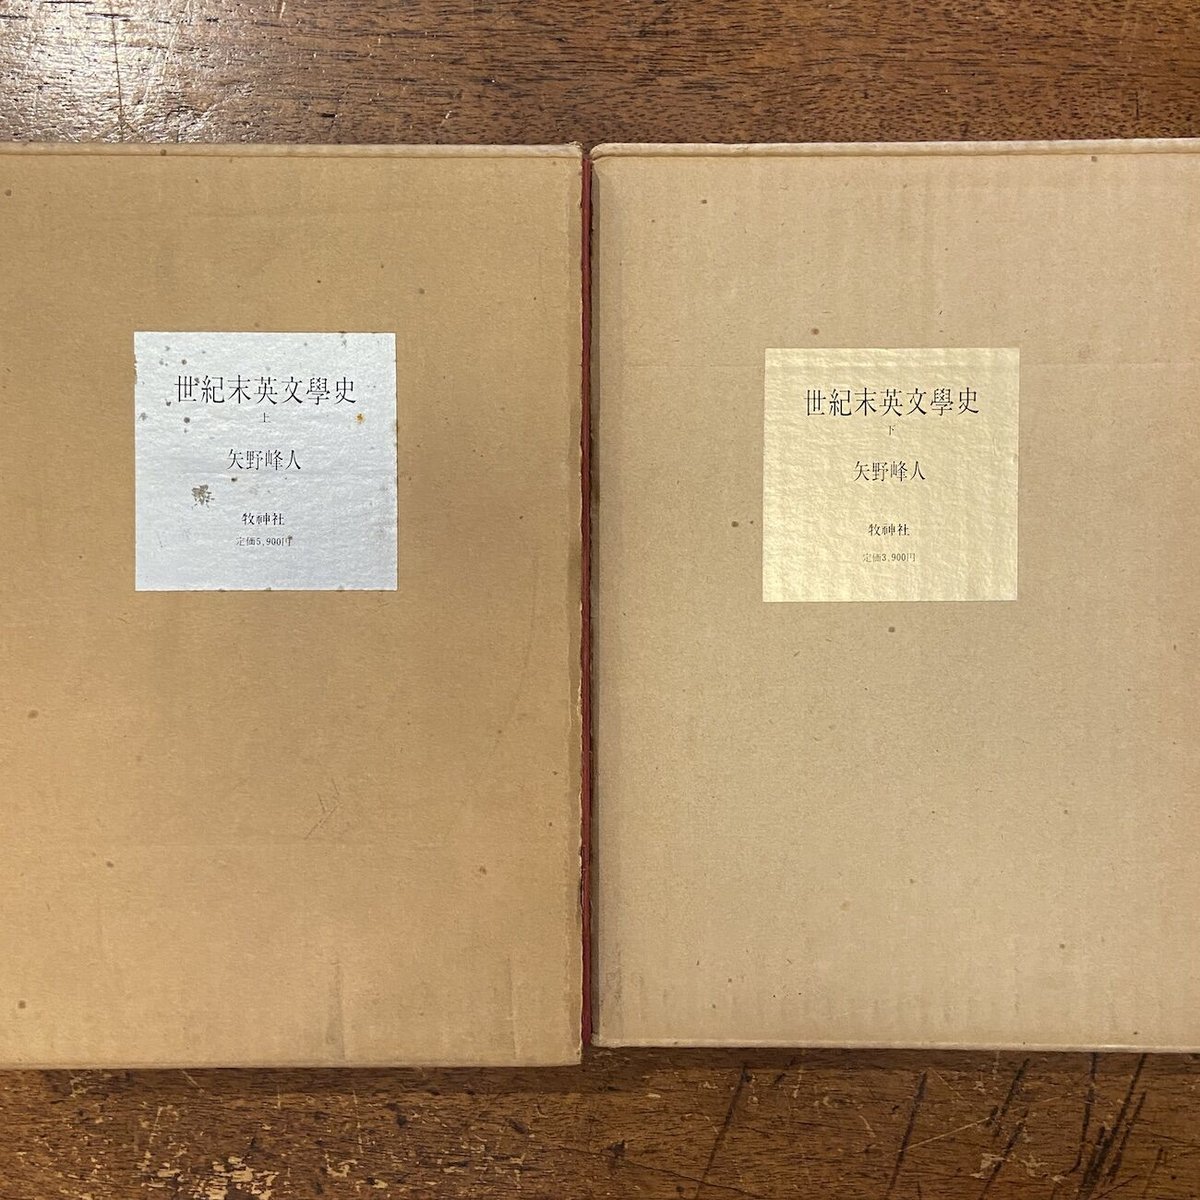 世紀末英文學史
上
矢野峰人
牧神社
定価5,900円
世紀末英文學史
下
矢野峰人
牧神社
定価3,900円